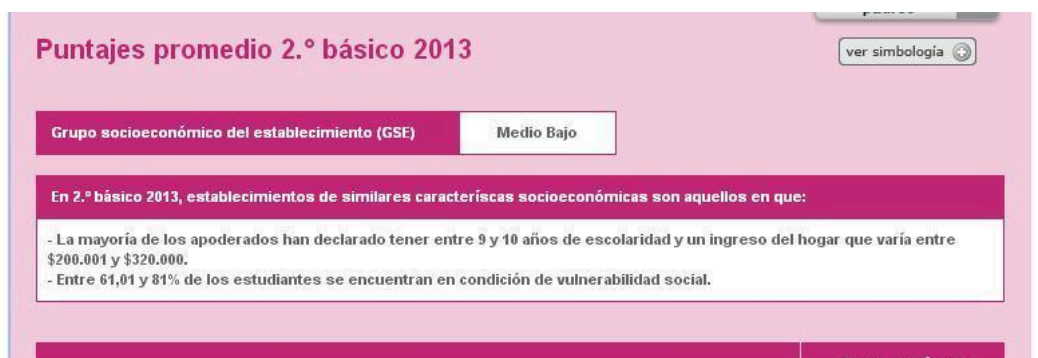 Puntajes promedio 2.º básico 2013
ver simbología
Grupo socioeconómico del establecimiento (GSE) Medio Bajo
En 2.º básico 2013, establecimientos de similares caracteríscas socioeconómicas son aquellos en que:
- La mayoría de los apoderados han declarado tener entre 9 y 10 años de escolaridad y un ingreso del hogar que varía entre
$200.001 y $320.000.
- Entre 61,01 y 81% de los estudiantes se encuentran en condición de vulnerabilidad social.